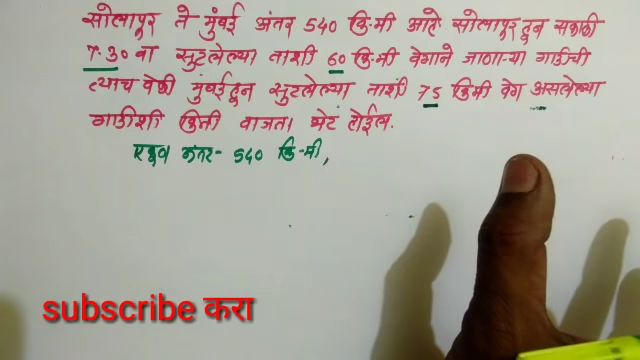 सोलापूर ते मुंबई अंतर 540 कि.मी आहे. सोलापूर हून सकाळी
7.30 वा सुटलेल्या ताशी 60 कि.मी वेगाने जाणाऱ्या गाडीची
त्याच वेळी मुंबईहून सुटलेल्या ताशी 75 किमी वेग असलेल्या
गाडीशी किती वाजता भेट होईल.
एकूण अंतर - 540 कि-मी,
subscribe करा